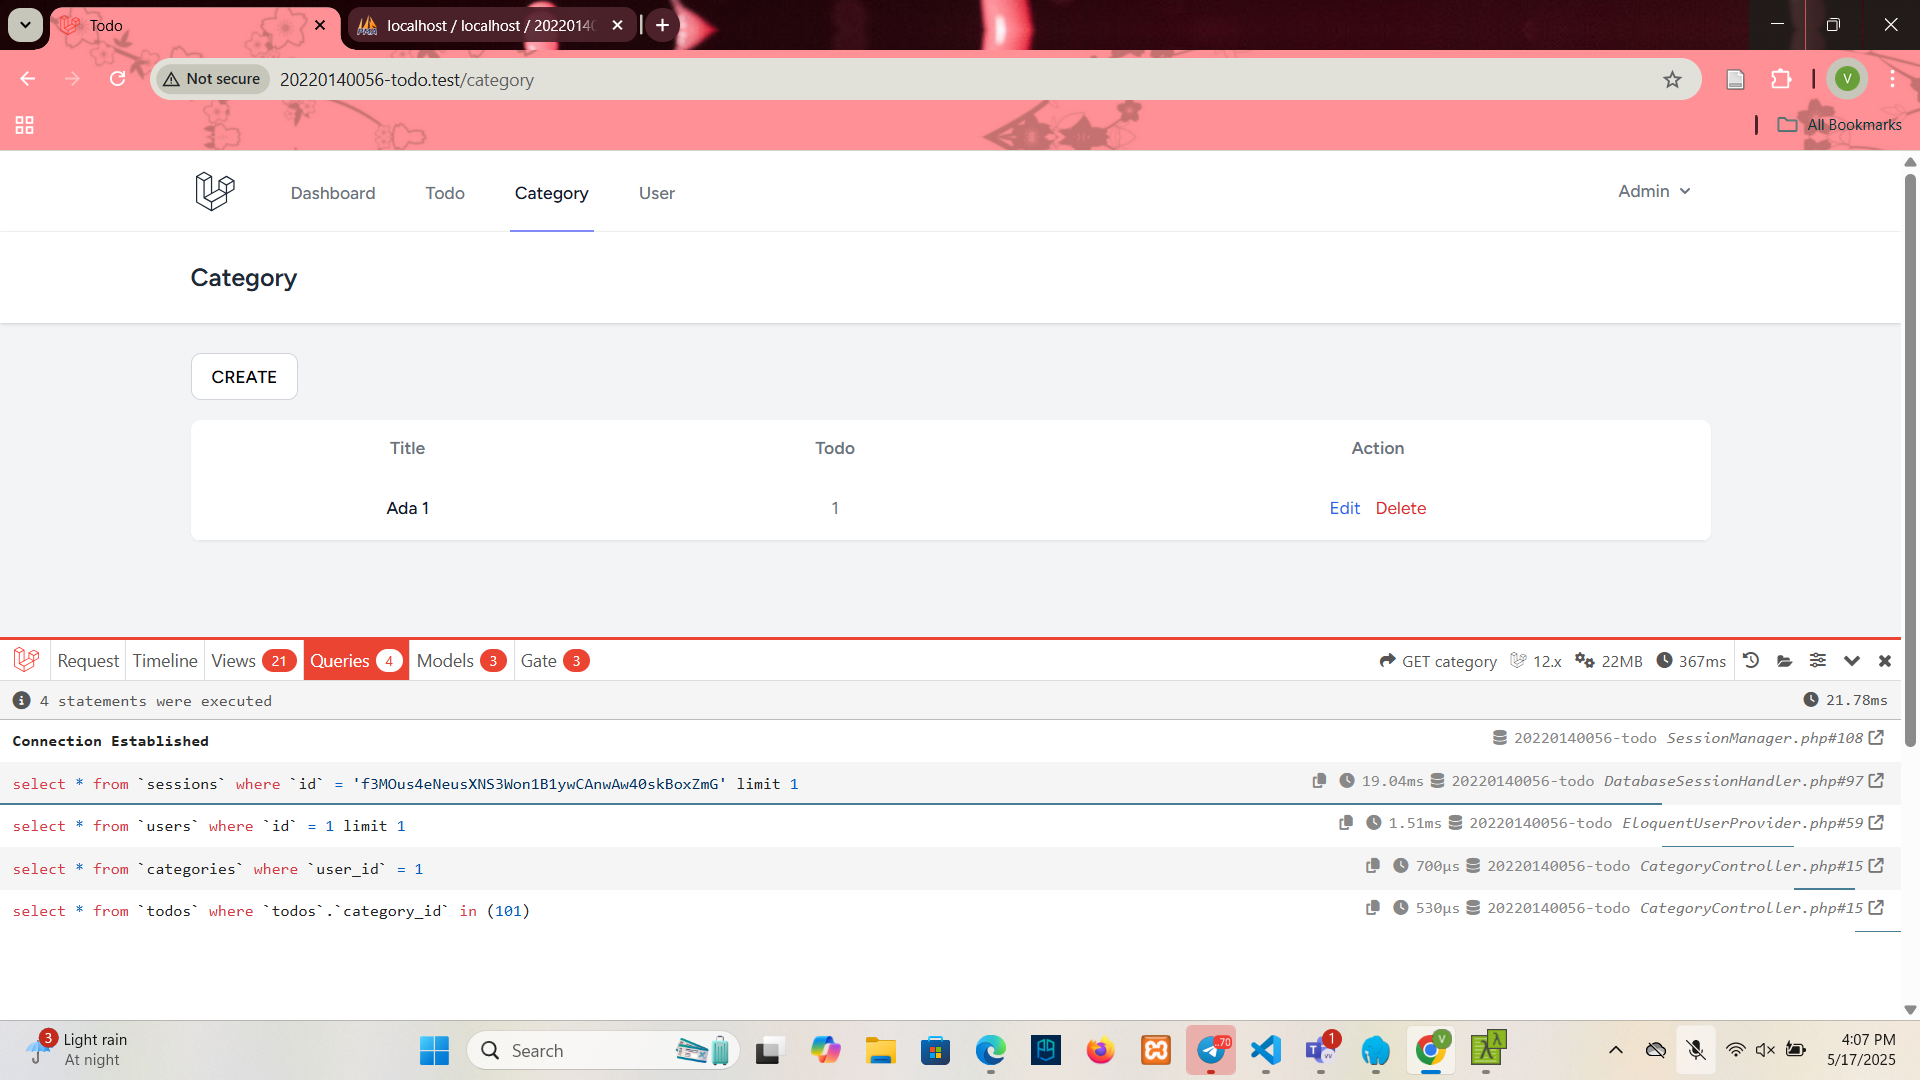 Todo
localhost / localhost / 2022014
Not secure
20220140056-todo.test/category
V
All Bookmarks
Dashboard Todo Category User
Admin
Category
CREATE
Title Todo Action
Ada 1 1 Edit Delete
Request Timeline Views 21 Queries 4 Models 3 Gate 3
GET category 12.x 22MB 367ms
4 statements were executed 21.78ms
Connection Established 20220140056-todo SessionManager.php#108
select * from `sessions` where `id` = 'f3MOus4eNeusXNS3Won1B1ywCAnwAw40skBoxZmG' limit 1 19.04ms 20220140056-todo DatabaseSessionHandler.php#97
select * from `users` where `id` = 1 limit 1 1.51ms 20220140056-todo EloquentUserProvider.php#59
select * from `categories` where `user_id` = 1 700μs 20220140056-todo CategoryController.php#15
select * from `todos` where `todos`.`category_id` in (101) 530μs 20220140056-todo CategoryController.php#15
3
Light rain
At night
Search
70
1
V
4:07 PM
5/17/2025